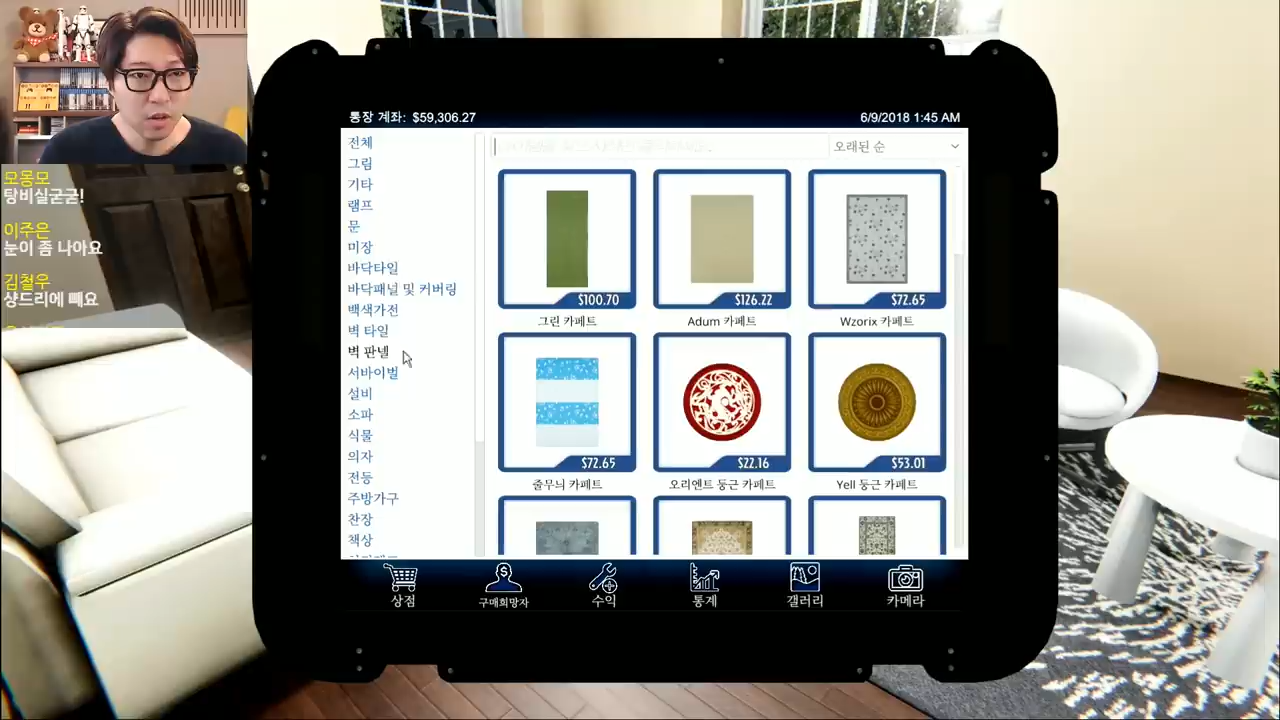 통장 계좌: $59,306.27
6/9/2018 1:45 AM
전체
그림
기타
램프
문
미장
바닥타일
바닥패널 및 커버링
백색가전
벽 타일
벽 판넬
서바이벌
설비
소파
식물
의자
전등
주방가구
찬장
책상
오래된 순
$100.70
$126.22
$72.65
그린 카페트
Adum 카페트
Wzorix 카페트
$72.65
$22.16
$53.01
줄무늬 카페트
오리엔트 둥근 카페트
Yell 둥근 카페트
상점
구매희망자
수익
통계
갤러리
카메라
모몽모
탕비실굳굳!
이주은
눈이 좀 나아요
김철우
샹드리에 빼요